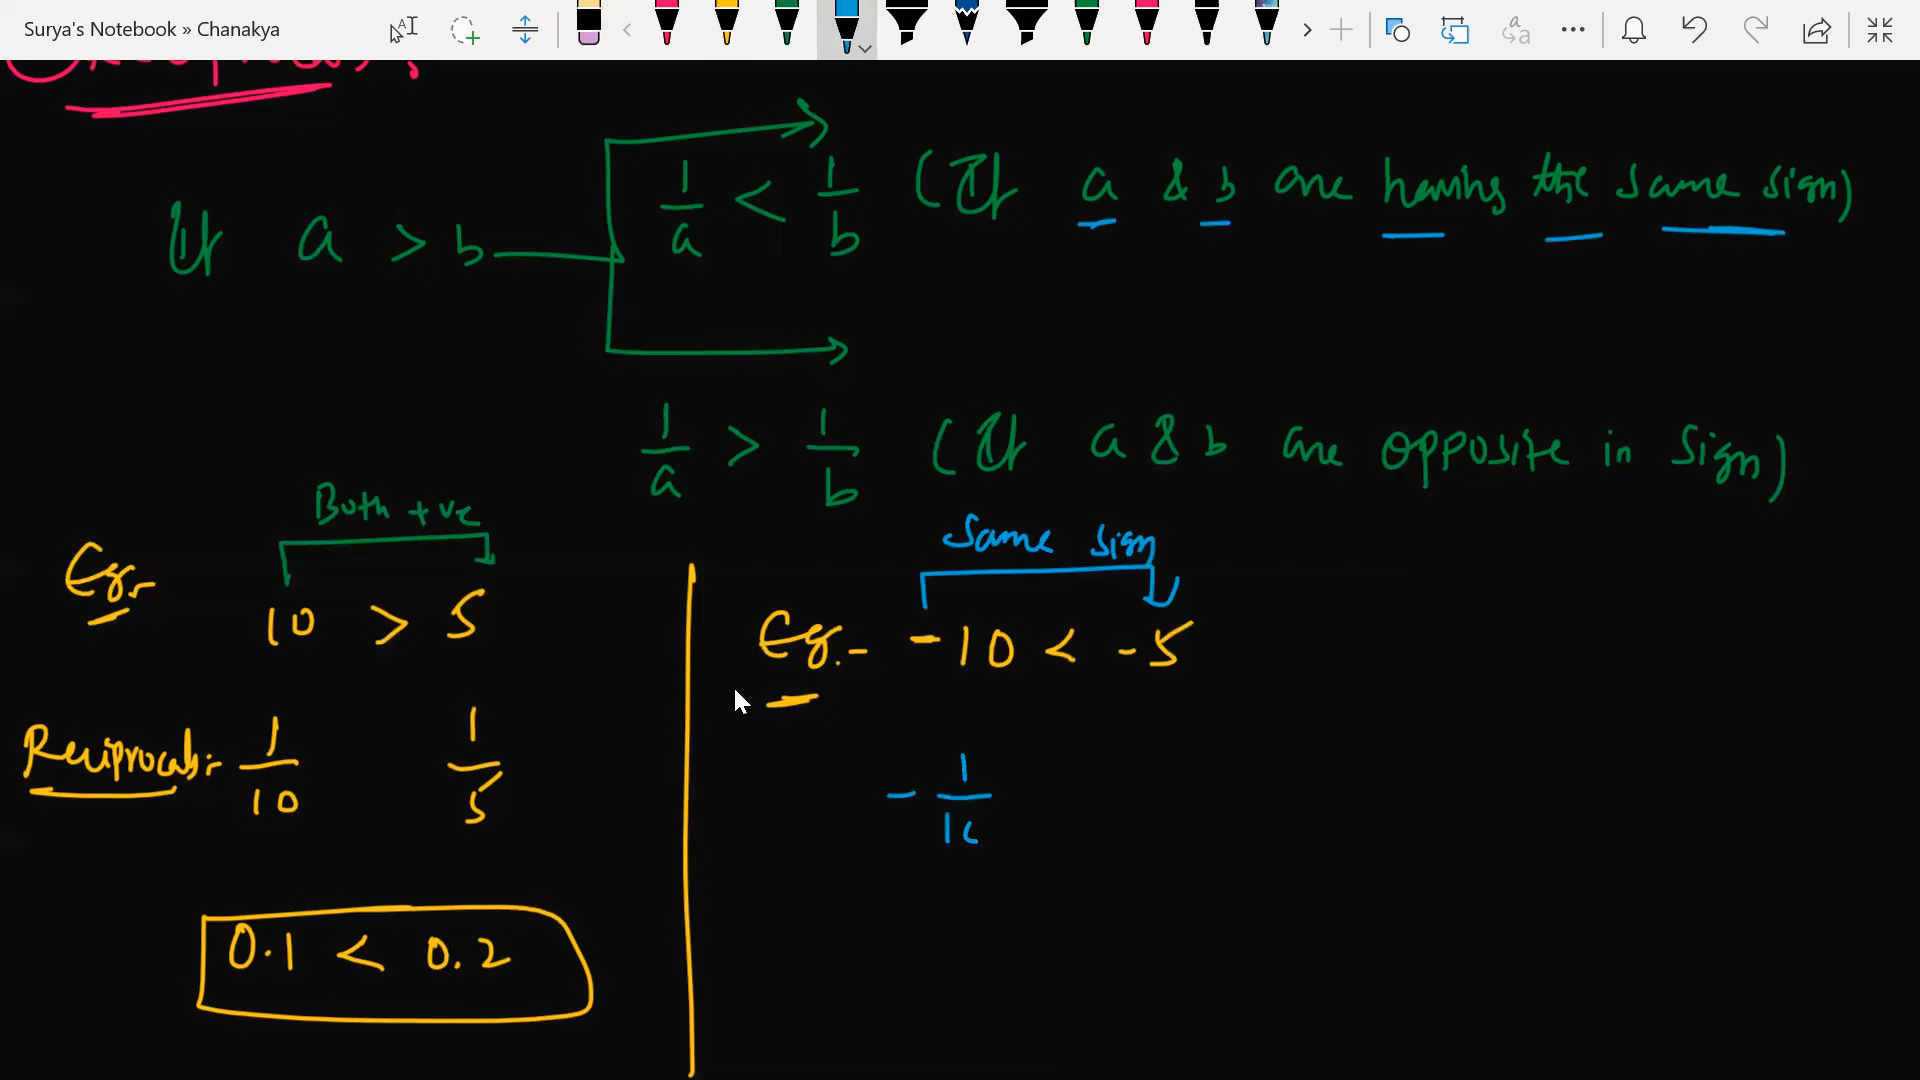 Surya's Notebook » Chanakya
If a > b
1/a < 1/b (If a & b are having the same sign)
1/a > 1/b (If a & b are opposite in sign)
Both +ve
Eg:-
10 > 5
Reciprocals:- 1/10 1/5
0.1 < 0.2
Same sign
Eg.- -10 < -5
- 1/10